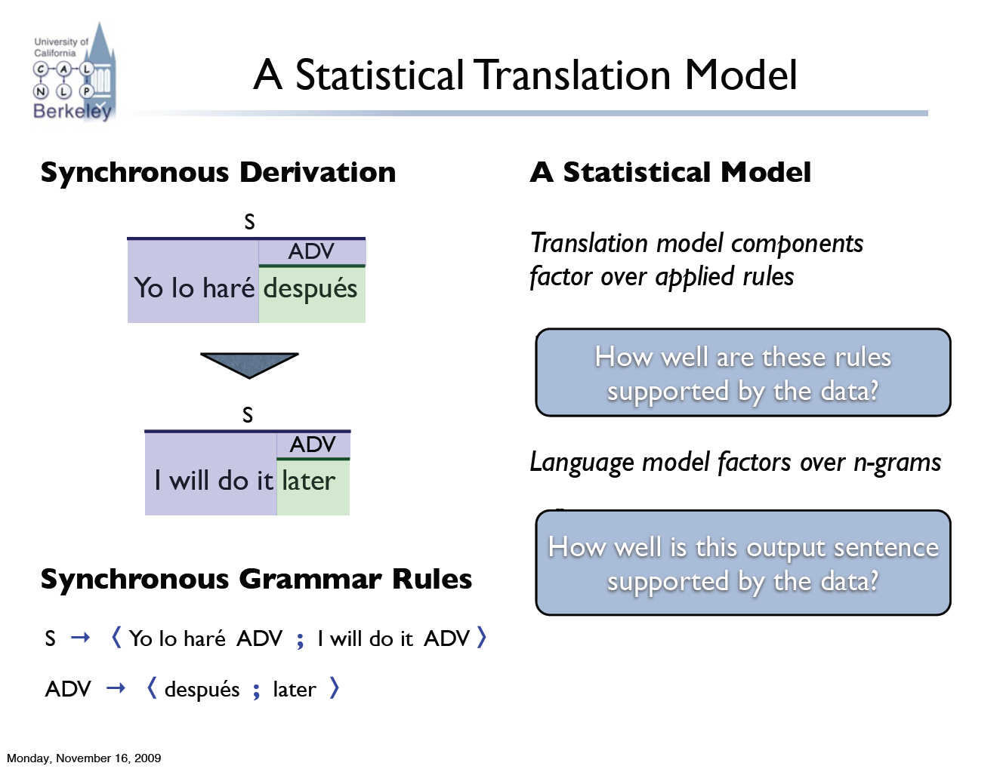 University of
California
C A L
N L P
Berkeley
A Statistical Translation Model
Synchronous Derivation
S
ADV
Yo lo haré después
S
ADV
I will do it later
Synchronous Grammar Rules
S → ⟨ Yo lo haré ADV ; I will do it ADV ⟩
ADV → ⟨ después ; later ⟩
A Statistical Model
Translation model components
factor over applied rules
How well are these rules
supported by the data?
Language model factors over n-grams
How well is this output sentence
supported by the data?
Monday, November 16, 2009